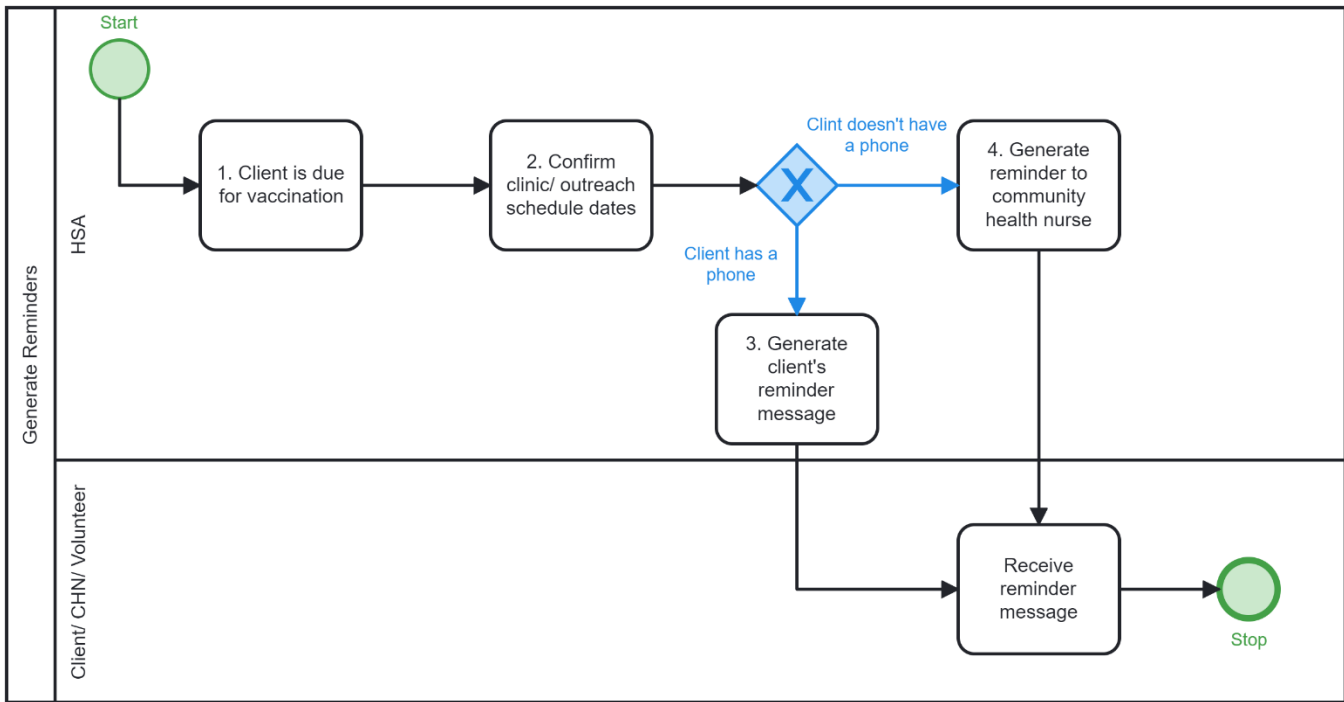 Start
Generate Reminders
HSA
1. Client is due
for vaccination
2. Confirm
clinic/ outreach
schedule dates
X
Clint doesn't have
a phone
4. Generate
reminder to
community
health nurse
Client has a
phone
3. Generate
client's
reminder
message
Client/ CHN/ Volunteer
Receive
reminder
message
Stop